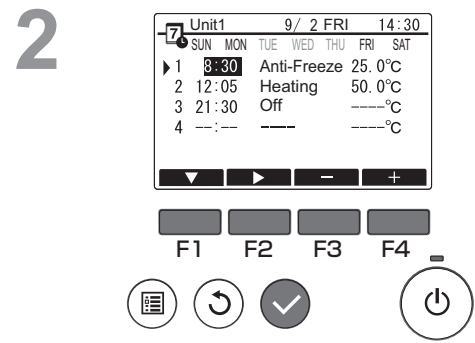 2
7 Unit1 9/ 2 FRI 14:30
SUN MON TUE WED THU FRI SAT
1 8:30 Anti-Freeze 25.0°C
2 12:05 Heating 50.0°C
3 21:30 Off ----°C
4 --:-- ---- ----°C
▼ ▶ − +
F1 F2 F3 F4